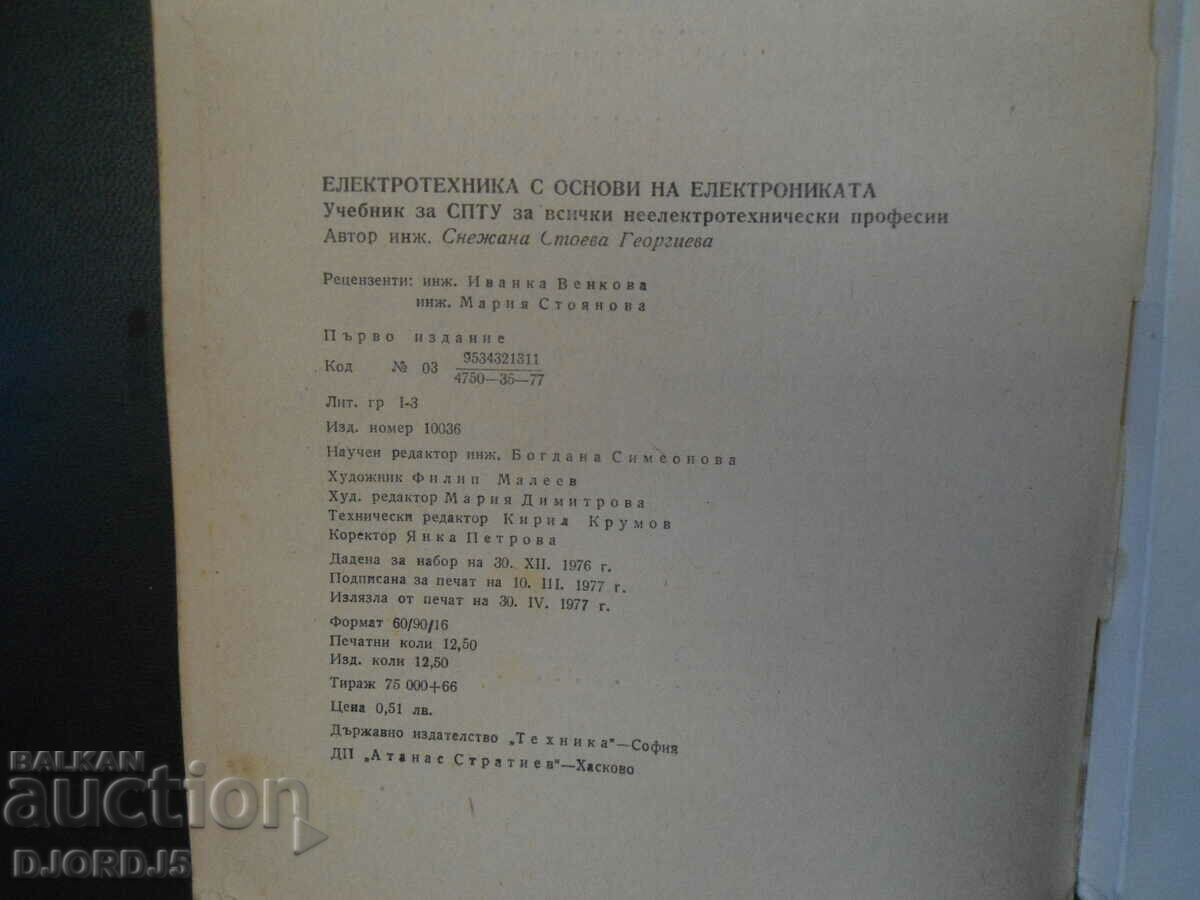 ЕЛЕКТРОТЕХНИКА С ОСНОВИ НА ЕЛЕКТРОНИКАТА
Учебник за СПТУ за всички неелектротехнически професии
Автор инж. Снежана Стоева Георгиева
Рецензенти: инж. Иванка Венкова
инж. Мария Стоянова
Първо издание
Код № 03 9534321311
4750—35—77
Лит. гр I-3
Изд. номер 10036
Научен редактор инж. Богдана Симеонова
Художник Филип Малеев
Худ. редактор Мария Димитрова
Технически редактор Кирил Крумов
Коректор Янка Петрова
Дадена за набор на 30. XII. 1976 г.
Подписана за печат на 10. III. 1977 г.
Излязла от печат на 30. IV. 1977 г.
Формат 60/90/16
Печатни коли 12,50
Изд. коли 12,50
Тираж 75 000+66
Цена 0,51 лв.
Държавно издателство „Техника"—София
ДП „Атанас Стратиев"—Хасково
BALKAN
auction
DJORDJ5